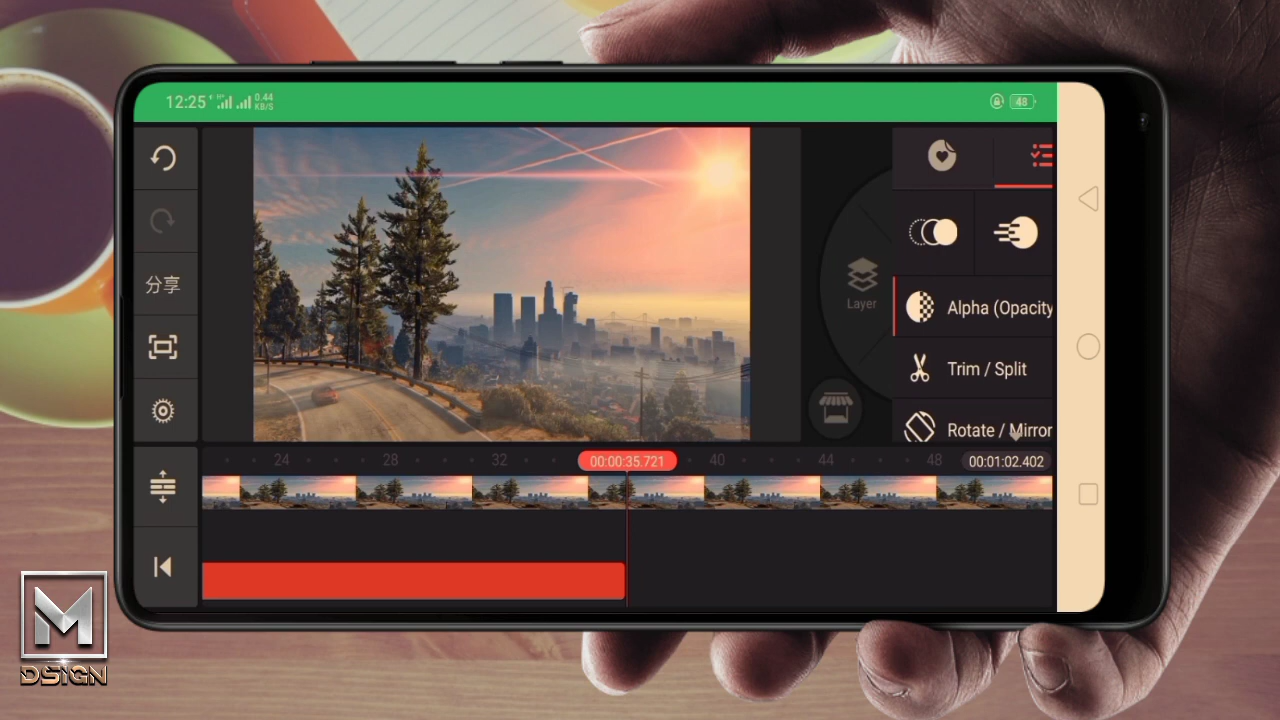 12:25
H+
0.44
KB/S
48
分享
Layer
Alpha (Opacity
Trim / Split
Rotate / Mirror
24 28 32 00:00:35.721 40 44 48 00:01:02.402
M
DSIGN